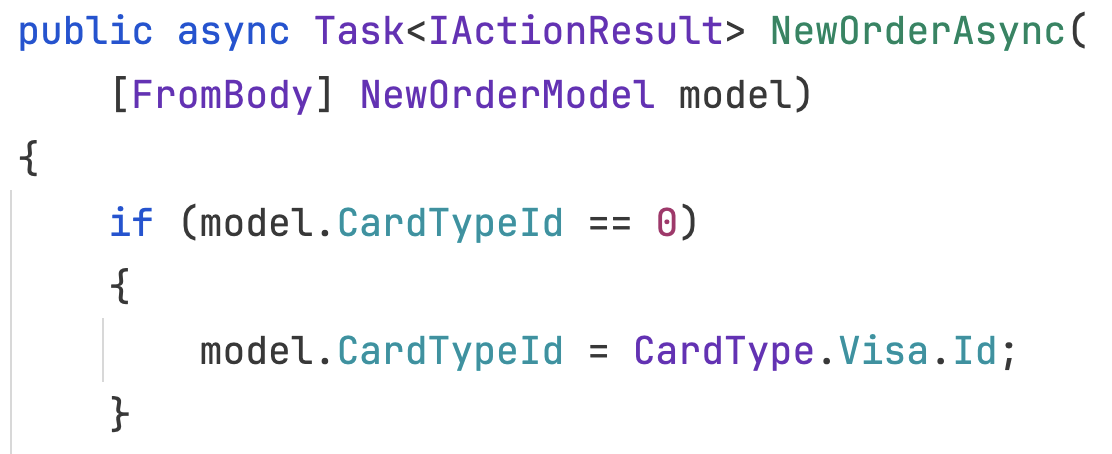 public async Task<IActionResult> NewOrderAsync(
    [FromBody] NewOrderModel model)
{
    if (model.CardTypeId == 0)
    {
        model.CardTypeId = CardType.Visa.Id;
    }